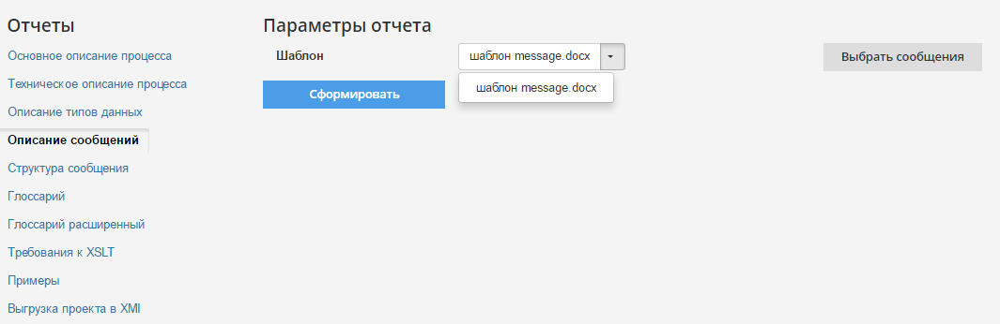 Отчеты
Основное описание процесса
Техническое описание процесса
Описание типов данных
Описание сообщений
Структура сообщения
Глоссарий
Глоссарий расширенный
Требования к XSLT
Примеры
Выгрузка проекта в XMI
Параметры отчета
Шаблон
шаблон message.docx
шаблон message.docx
Выбрать сообщения
Сформировать